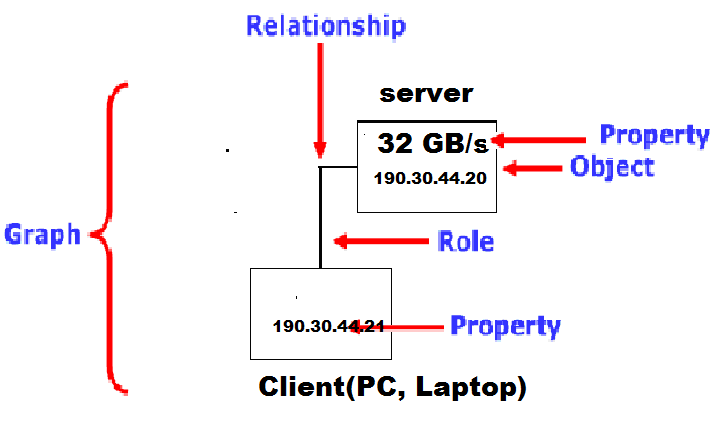 Relationship
server
32 GB/s
Property
190.30.44.20
Object
Graph
Role
190.30.44.21
Property
Client(PC, Laptop)